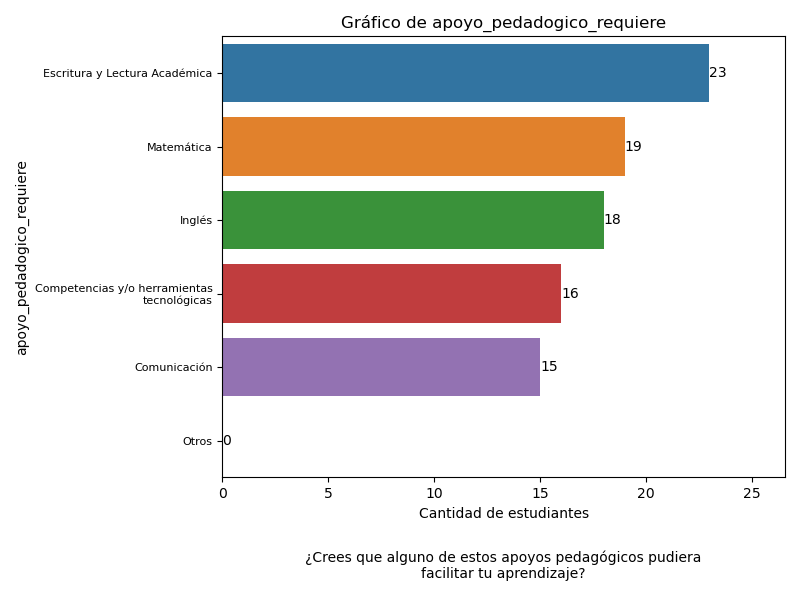 Gráfico de apoyo_pedadogico_requiere
apoyo_pedadogico_requiere
Escritura y Lectura Académica
23
Matemática
19
Inglés
18
Competencias y/o herramientas
tecnológicas
16
Comunicación
15
Otros
0
0 5 10 15 20 25
Cantidad de estudiantes
¿Crees que alguno de estos apoyos pedagógicos pudiera
facilitar tu aprendizaje?